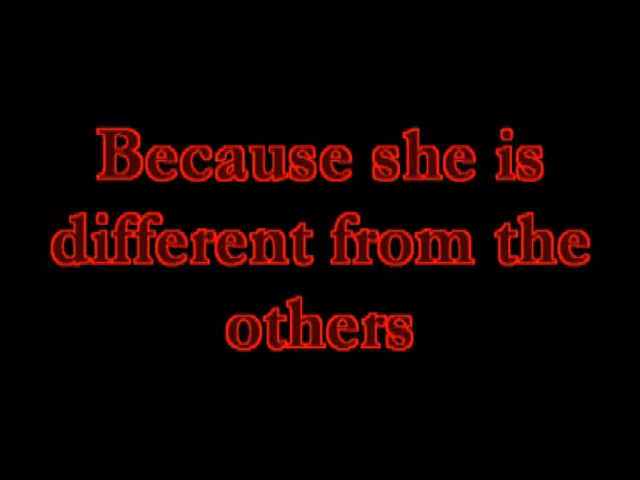 Because she is
different from the
others